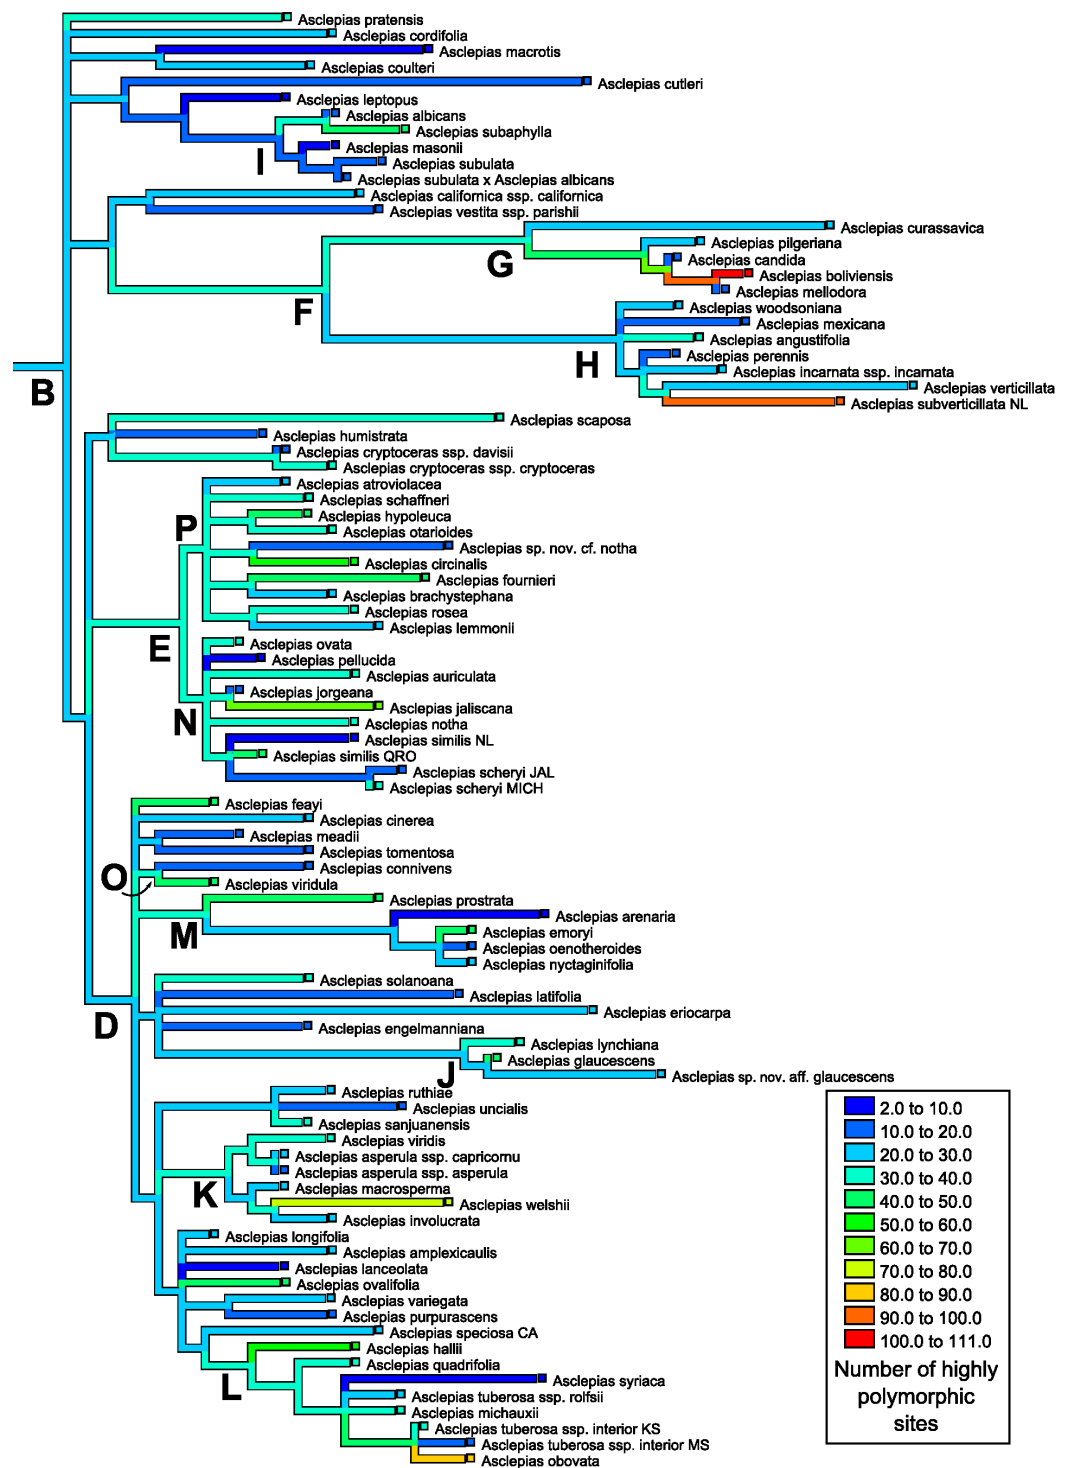 Asclepias pratensis
Asclepias cordifolia
Asclepias macrotis
Asclepias coulteri
Asclepias cutleri
Asclepias leptopus
Asclepias albicans
Asclepias subaphylla
Asclepias masonii
I
Asclepias subulata
Asclepias subulata x Asclepias albicans
Asclepias californica ssp. californica
Asclepias vestita ssp. parishii
Asclepias curassavica
Asclepias pilgeriana
G
Asclepias candida
Asclepias boliviensis
Asclepias mellodora
F
Asclepias woodsoniana
Asclepias mexicana
Asclepias angustifolia
Asclepias perennis
H
Asclepias incarnata ssp. incarnata
Asclepias verticillata
B
Asclepias subverticillata NL
Asclepias scaposa
Asclepias humistrata
Asclepias cryptoceras ssp. davisii
Asclepias cryptoceras ssp. cryptoceras
Asclepias atroviolacea
Asclepias schaffneri
Asclepias hypoleuca
P
Asclepias otarioides
Asclepias sp. nov. cf. notha
Asclepias circinalis
Asclepias fournieri
Asclepias brachystephana
Asclepias rosea
Asclepias lemmonii
Asclepias ovata
E
Asclepias pellucida
Asclepias auriculata
Asclepias jorgeana
Asclepias jaliscana
N
Asclepias notha
Asclepias similis NL
Asclepias similis QRO
Asclepias scheryi JAL
Asclepias scheryi MICH
Asclepias feayi
Asclepias cinerea
Asclepias meadii
Asclepias tomentosa
Asclepias connivens
O
Asclepias viridula
Asclepias prostrata
Asclepias arenaria
M
Asclepias emoryi
Asclepias oenotheroides
Asclepias nyctaginifolia
Asclepias solanoana
Asclepias latifolia
Asclepias eriocarpa
D
Asclepias engelmanniana
Asclepias lynchiana
Asclepias glaucescens
J
Asclepias sp. nov. aff. glaucescens
Asclepias ruthiae
Asclepias uncialis
Asclepias sanjuanensis
Asclepias viridis
Asclepias asperula ssp. capricornu
Asclepias asperula ssp. asperula
K
Asclepias macrosperma
Asclepias welshii
Asclepias involucrata
Asclepias longifolia
Asclepias amplexicaulis
Asclepias lanceolata
Asclepias ovalifolia
Asclepias variegata
Asclepias purpurascens
Asclepias speciosa CA
Asclepias hallii
Asclepias quadrifolia
L
Asclepias syriaca
Asclepias tuberosa ssp. rolfsii
Asclepias michauxii
Asclepias tuberosa ssp. interior KS
Asclepias tuberosa ssp. interior MS
Asclepias obovata
2.0 to 10.0
10.0 to 20.0
20.0 to 30.0
30.0 to 40.0
40.0 to 50.0
50.0 to 60.0
60.0 to 70.0
70.0 to 80.0
80.0 to 90.0
90.0 to 100.0
100.0 to 111.0
Number of highly
polymorphic
sites